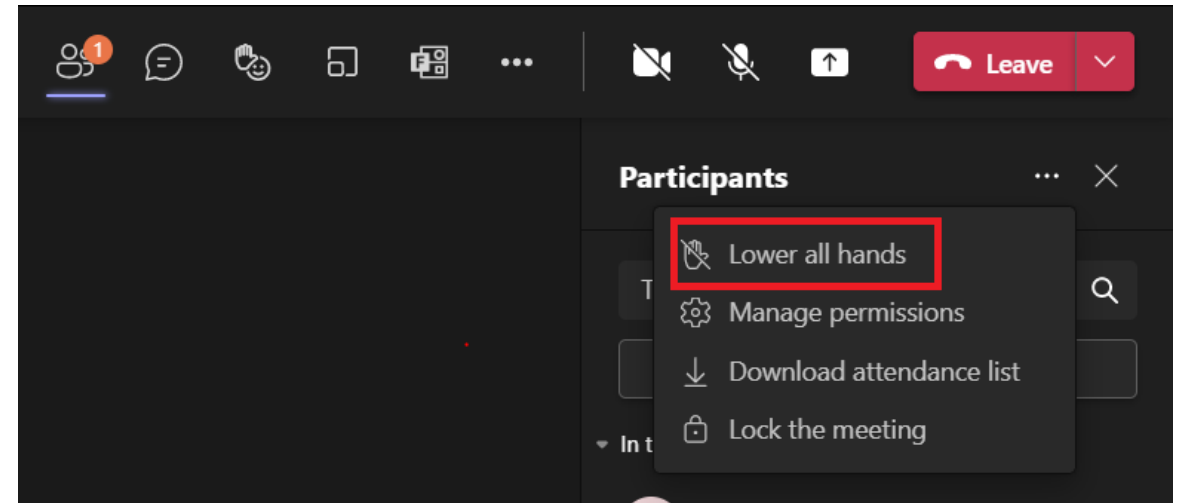 1
Leave
Participants
Lower all hands
T
Manage permissions
Download attendance list
Lock the meeting
In t